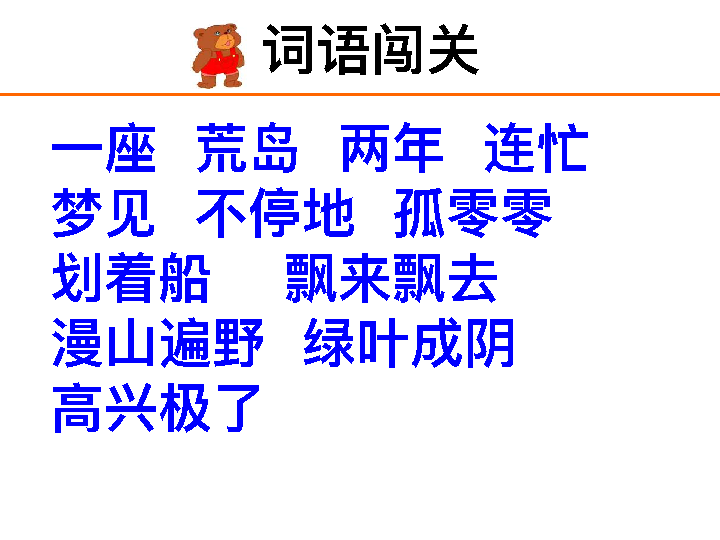 词语闯关
一座 荒岛 两年 连忙
梦见 不停地 孤零零
划着船 飘来飘去
漫山遍野 绿叶成阴
高兴极了